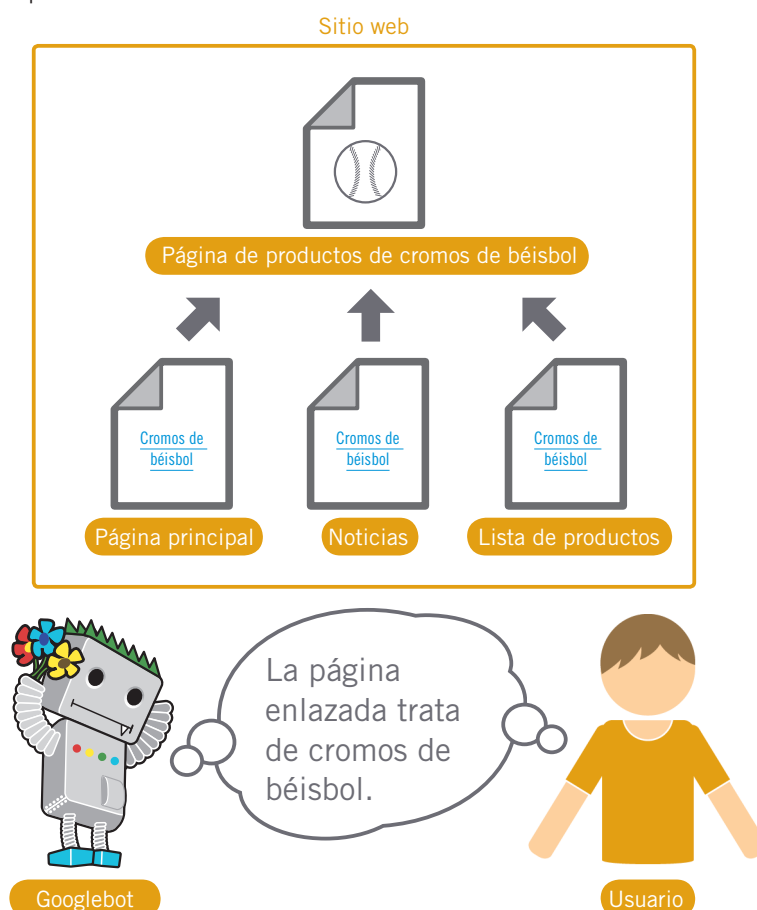 Sitio web
Página de productos de cromos de béisbol
Cromos de
béisbol
Cromos de
béisbol
Cromos de
béisbol
Página principal
Noticias
Lista de productos
La página
enlazada trata
de cromos de
béisbol.
Googlebot
Usuario